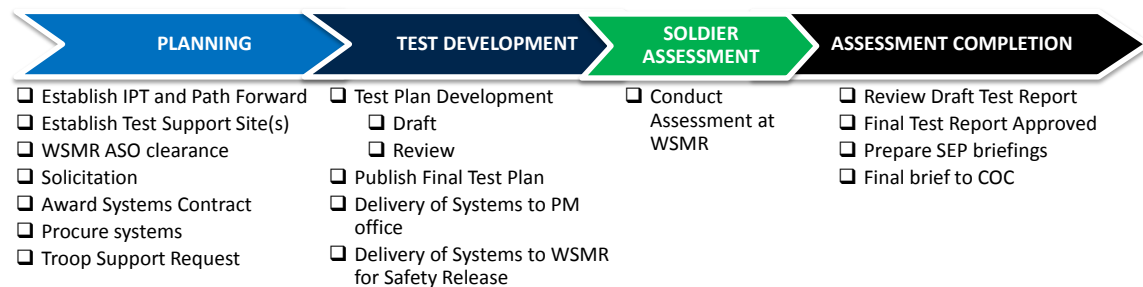 PLANNING
TEST DEVELOPMENT
SOLDIER
ASSESSMENT
ASSESSMENT COMPLETION
Establish IPT and Path Forward
Establish Test Support Site(s)
WSMR ASO clearance
Solicitation
Award Systems Contract
Procure systems
Troop Support Request
Test Plan Development
Draft
Review
Publish Final Test Plan
Delivery of Systems to PM
office
Delivery of Systems to WSMR
for Safety Release
Conduct
Assessment at
WSMR
Review Draft Test Report
Final Test Report Approved
Prepare SEP briefings
Final brief to COC